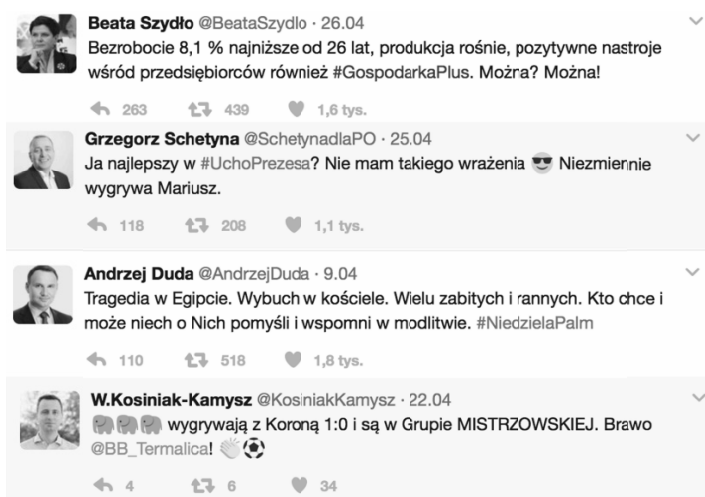 Beata Szydło @BeataSzydlo · 26.04
Bezrobocie 8,1 % najniższe od 26 lat, produkcja rośnie, pozytywne nastroje
wśród przedsiębiorców również #GospodarkaPlus. Można? Można!
263 439 1,6 tys.
Grzegorz Schetyna @SchetynadlaPO · 25.04
Ja najlepszy w #UchoPrezesa? Nie mam takiego wrażenia 😎 Niezmiennie
wygrywa Mariusz.
118 208 1,1 tys.
Andrzej Duda @AndrzejDuda · 9.04
Tragedia w Egipcie. Wybuch w kościele. Wielu zabitych i rannych. Kto chce i
może niech o Nich pomyśli i wspomni w modlitwie. #NiedzielaPalm
110 518 1,8 tys.
W.Kosiniak-Kamysz @KosiniakKamysz · 22.04
🐘🐘🐘 wygrywają z Koroną 1:0 i są w Grupie MISTRZOWSKIEJ. Brawo
@BB_Termalica! 👏⚽
4 6 34